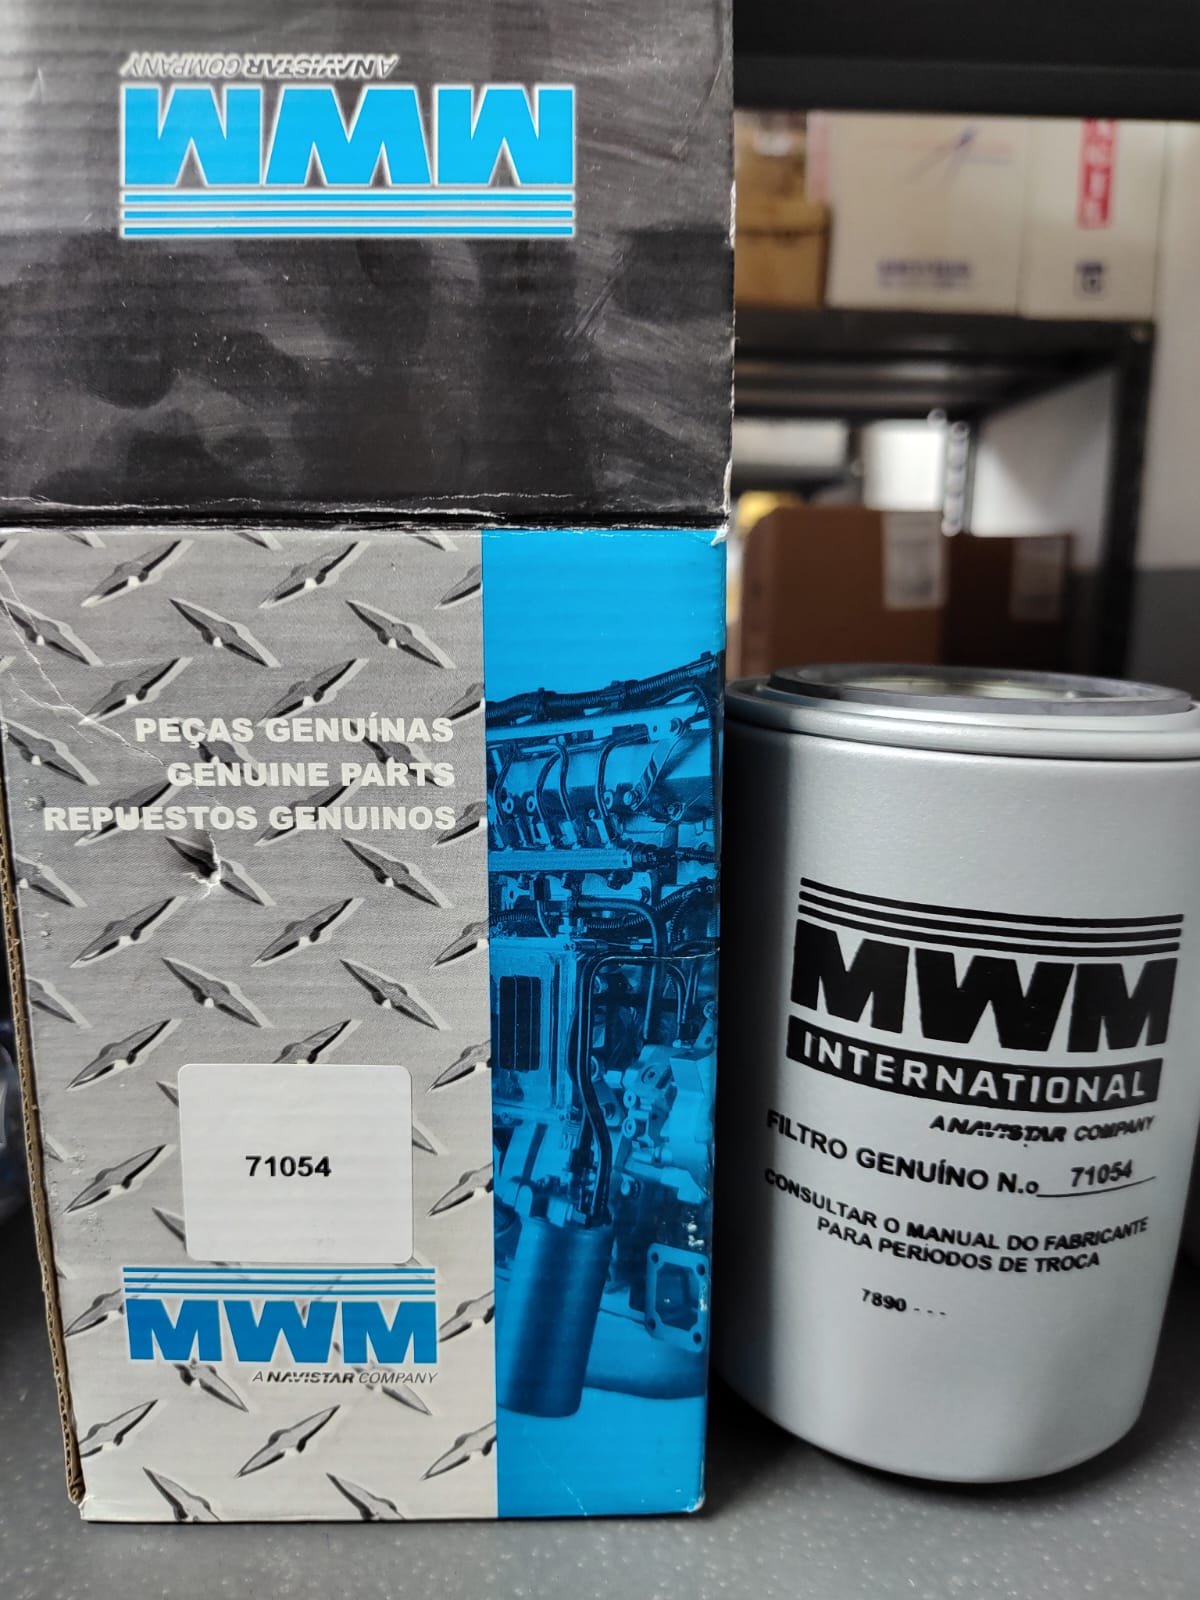 A NAVISTAR COMPANY
MWM
PEÇAS GENUÍNAS
GENUINE PARTS
REPUESTOS GENUINOS
71054
MWM
A NAVISTAR COMPANY
MWM
INTERNATIONAL
A NAVISTAR COMPANY
FILTRO GENUÍNO N.o 71054
CONSULTAR O MANUAL DO FABRICANTE
PARA PERÍODOS DE TROCA
7890 - - -